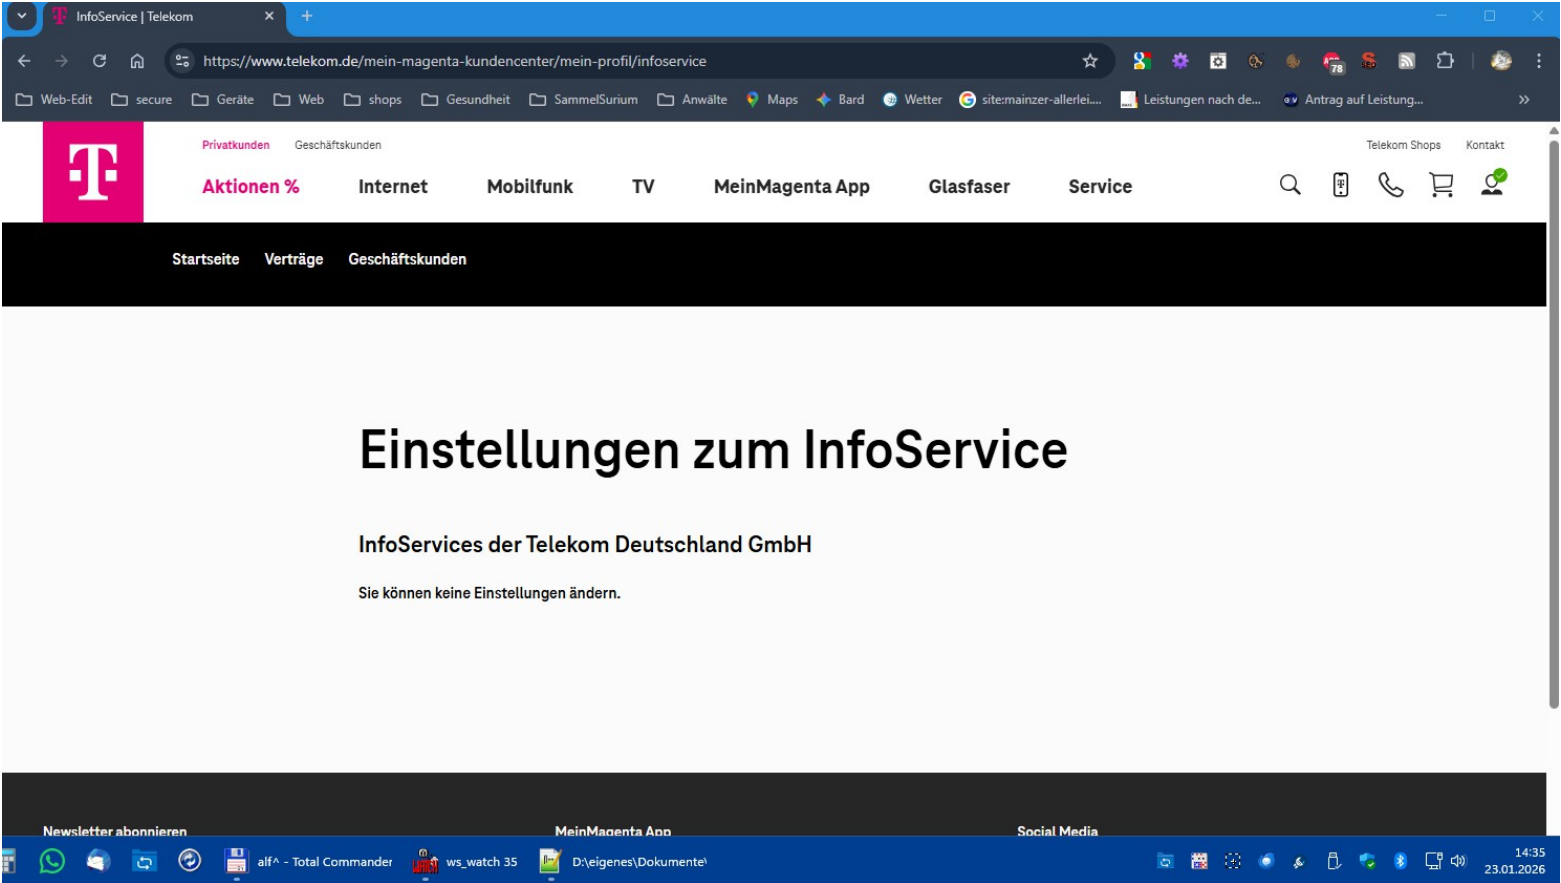 InfoService | Telekom
https://www.telekom.de/mein-magenta-kundencenter/mein-profil/infoservice
78
SEO
Web-Edit secure Geräte Web shops Gesundheit SammelSurium Anwälte Maps Bard Wetter site:mainzer-allerlei.... Leistungen nach de... Antrag auf Leistung...
Privatkunden Geschäftskunden Telekom Shops Kontakt
T
Aktionen % Internet Mobilfunk TV MeinMagenta App Glasfaser Service
Startseite Verträge Geschäftskunden
Einstellungen zum InfoService
InfoServices der Telekom Deutschland GmbH
Sie können keine Einstellungen ändern.
Newsletter abonnieren MeinMagenta App Social Media
alf^ - Total Commander ws_watch 35 D:\eigenes\Dokumente\
14:35
23.01.2026